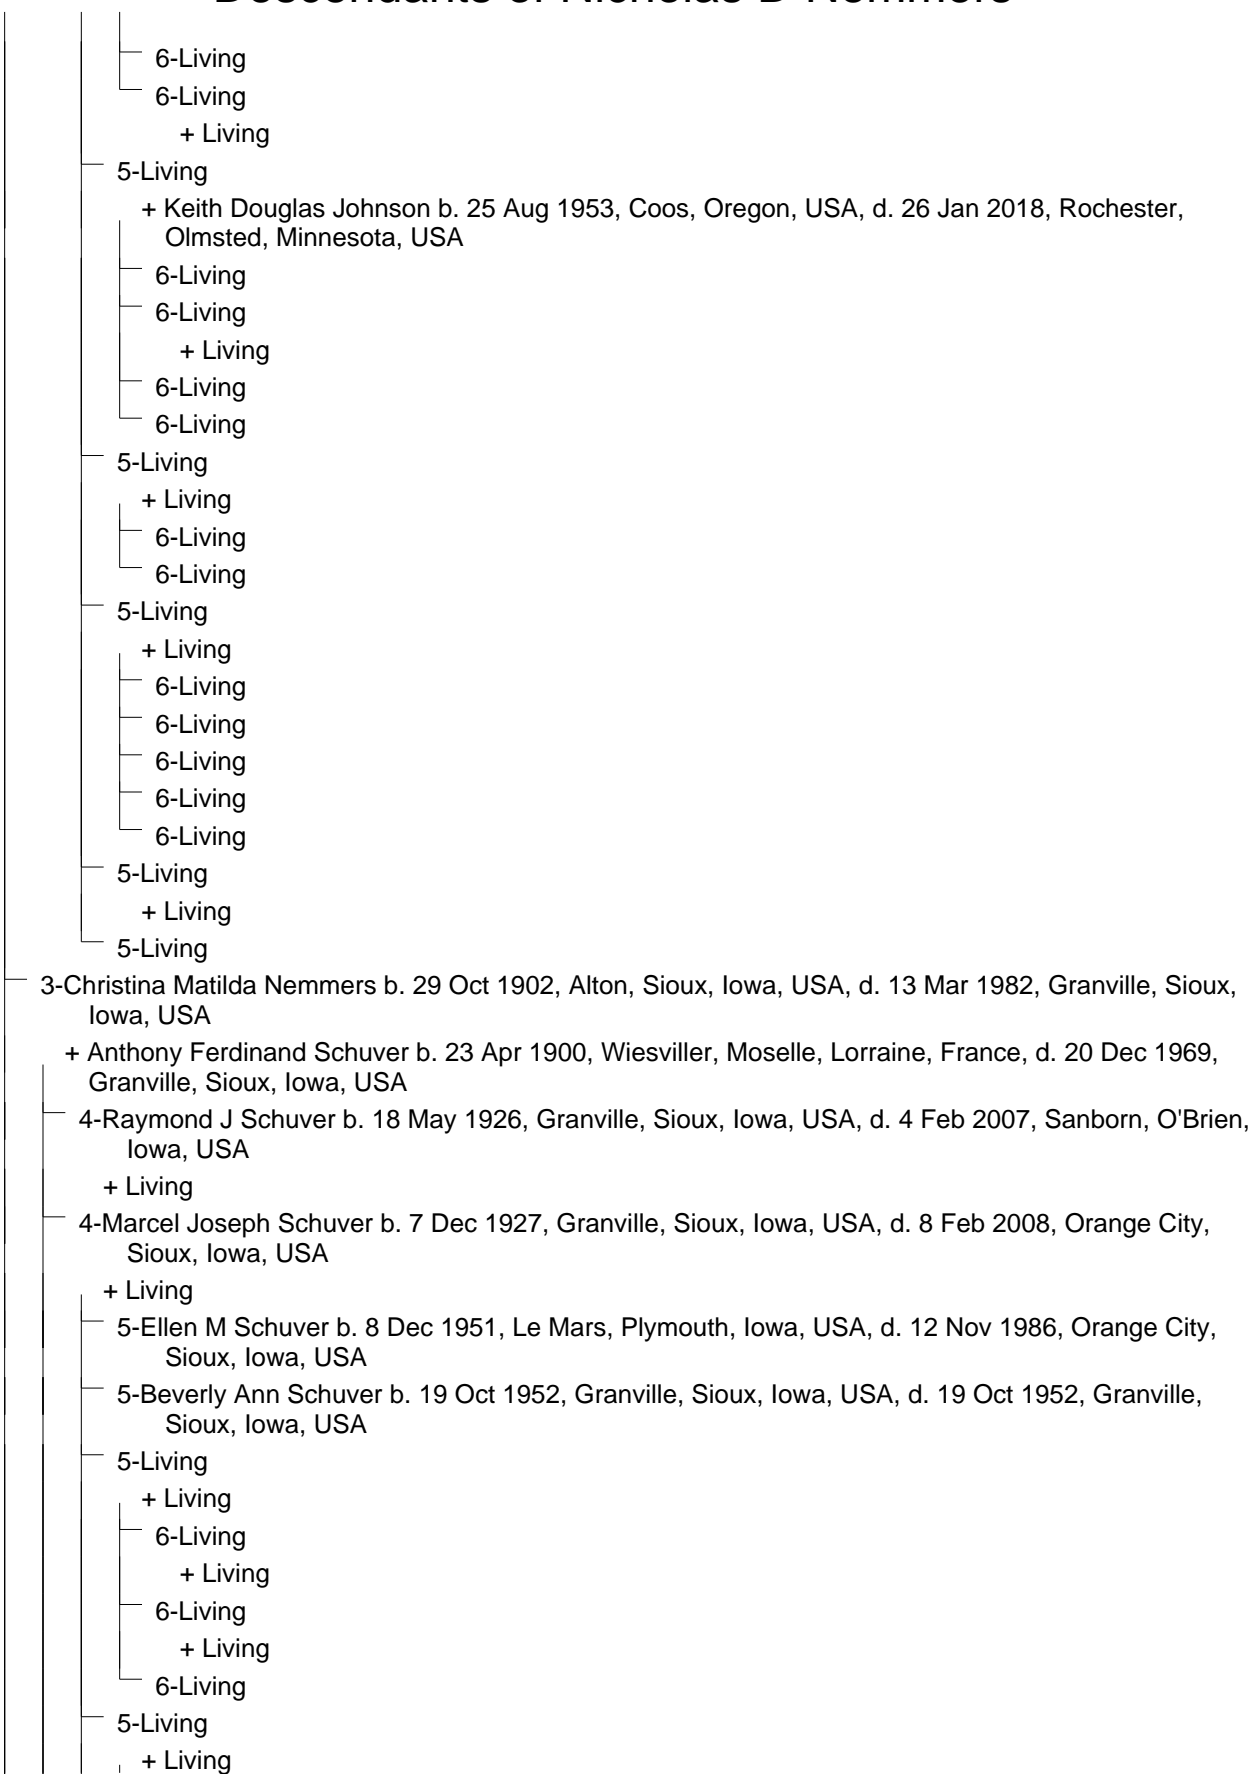 Descendants of Nicholas B Nemmers
6-Living
6-Living
+ Living
5-Living
+ Keith Douglas Johnson b. 25 Aug 1953, Coos, Oregon, USA, d. 26 Jan 2018, Rochester,
Olmsted, Minnesota, USA
6-Living
6-Living
+ Living
6-Living
6-Living
5-Living
+ Living
6-Living
6-Living
5-Living
+ Living
6-Living
6-Living
6-Living
6-Living
6-Living
5-Living
+ Living
5-Living
3-Christina Matilda Nemmers b. 29 Oct 1902, Alton, Sioux, Iowa, USA, d. 13 Mar 1982, Granville, Sioux,
Iowa, USA
+ Anthony Ferdinand Schuver b. 23 Apr 1900, Wiesviller, Moselle, Lorraine, France, d. 20 Dec 1969,
Granville, Sioux, Iowa, USA
4-Raymond J Schuver b. 18 May 1926, Granville, Sioux, Iowa, USA, d. 4 Feb 2007, Sanborn, O'Brien,
Iowa, USA
+ Living
4-Marcel Joseph Schuver b. 7 Dec 1927, Granville, Sioux, Iowa, USA, d. 8 Feb 2008, Orange City,
Sioux, Iowa, USA
+ Living
5-Ellen M Schuver b. 8 Dec 1951, Le Mars, Plymouth, Iowa, USA, d. 12 Nov 1986, Orange City,
Sioux, Iowa, USA
5-Beverly Ann Schuver b. 19 Oct 1952, Granville, Sioux, Iowa, USA, d. 19 Oct 1952, Granville,
Sioux, Iowa, USA
5-Living
+ Living
6-Living
+ Living
6-Living
+ Living
6-Living
5-Living
+ Living